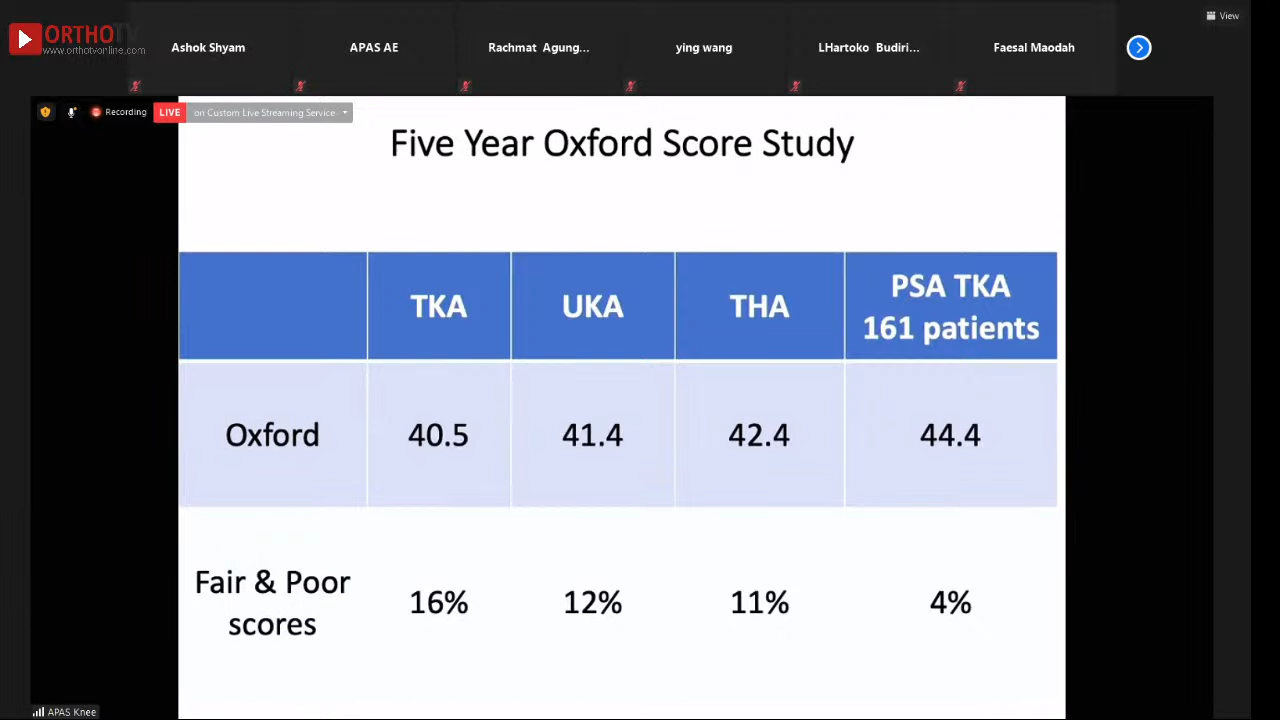 ORTHOTV
www.orthotvonline.com
Ashok Shyam
APAS AE
Rachmat Agung...
ying wang
LHartoko Budiri...
Faesal Maodah
View
Recording
LIVE
on Custom Live Streaming Service
Five Year Oxford Score Study
TKA
UKA
THA
PSA TKA
161 patients
Oxford
40.5
41.4
42.4
44.4
Fair & Poor
scores
16%
12%
11%
4%
APAS Knee